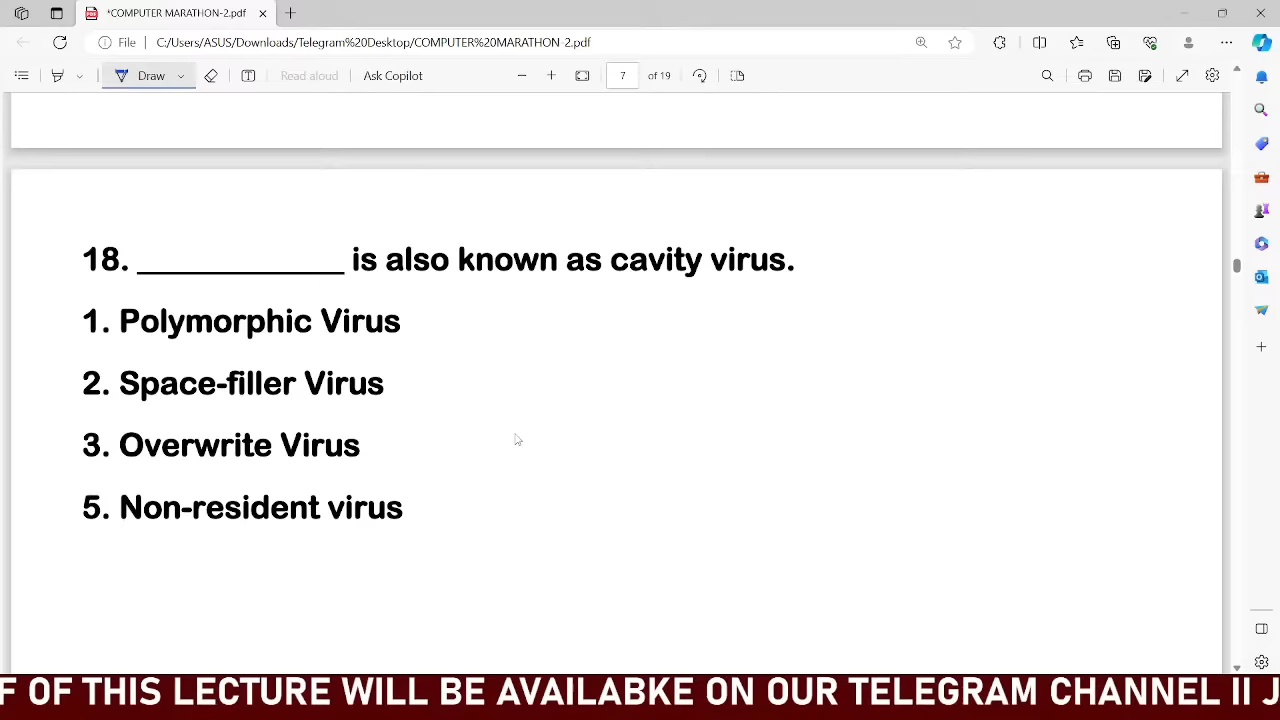 *COMPUTER MARATHON-2.pdf
File C:/Users/ASUS/Downloads/Telegram%20Desktop/COMPUTER%20MARATHON-2.pdf
Draw Read aloud Ask Copilot 7 of 19
18. _____________ is also known as cavity virus.
1. Polymorphic Virus
2. Space-filler Virus
3. Overwrite Virus
5. Non-resident virus
F OF THIS LECTURE WILL BE AVAILABKE ON OUR TELEGRAM CHANNEL II J